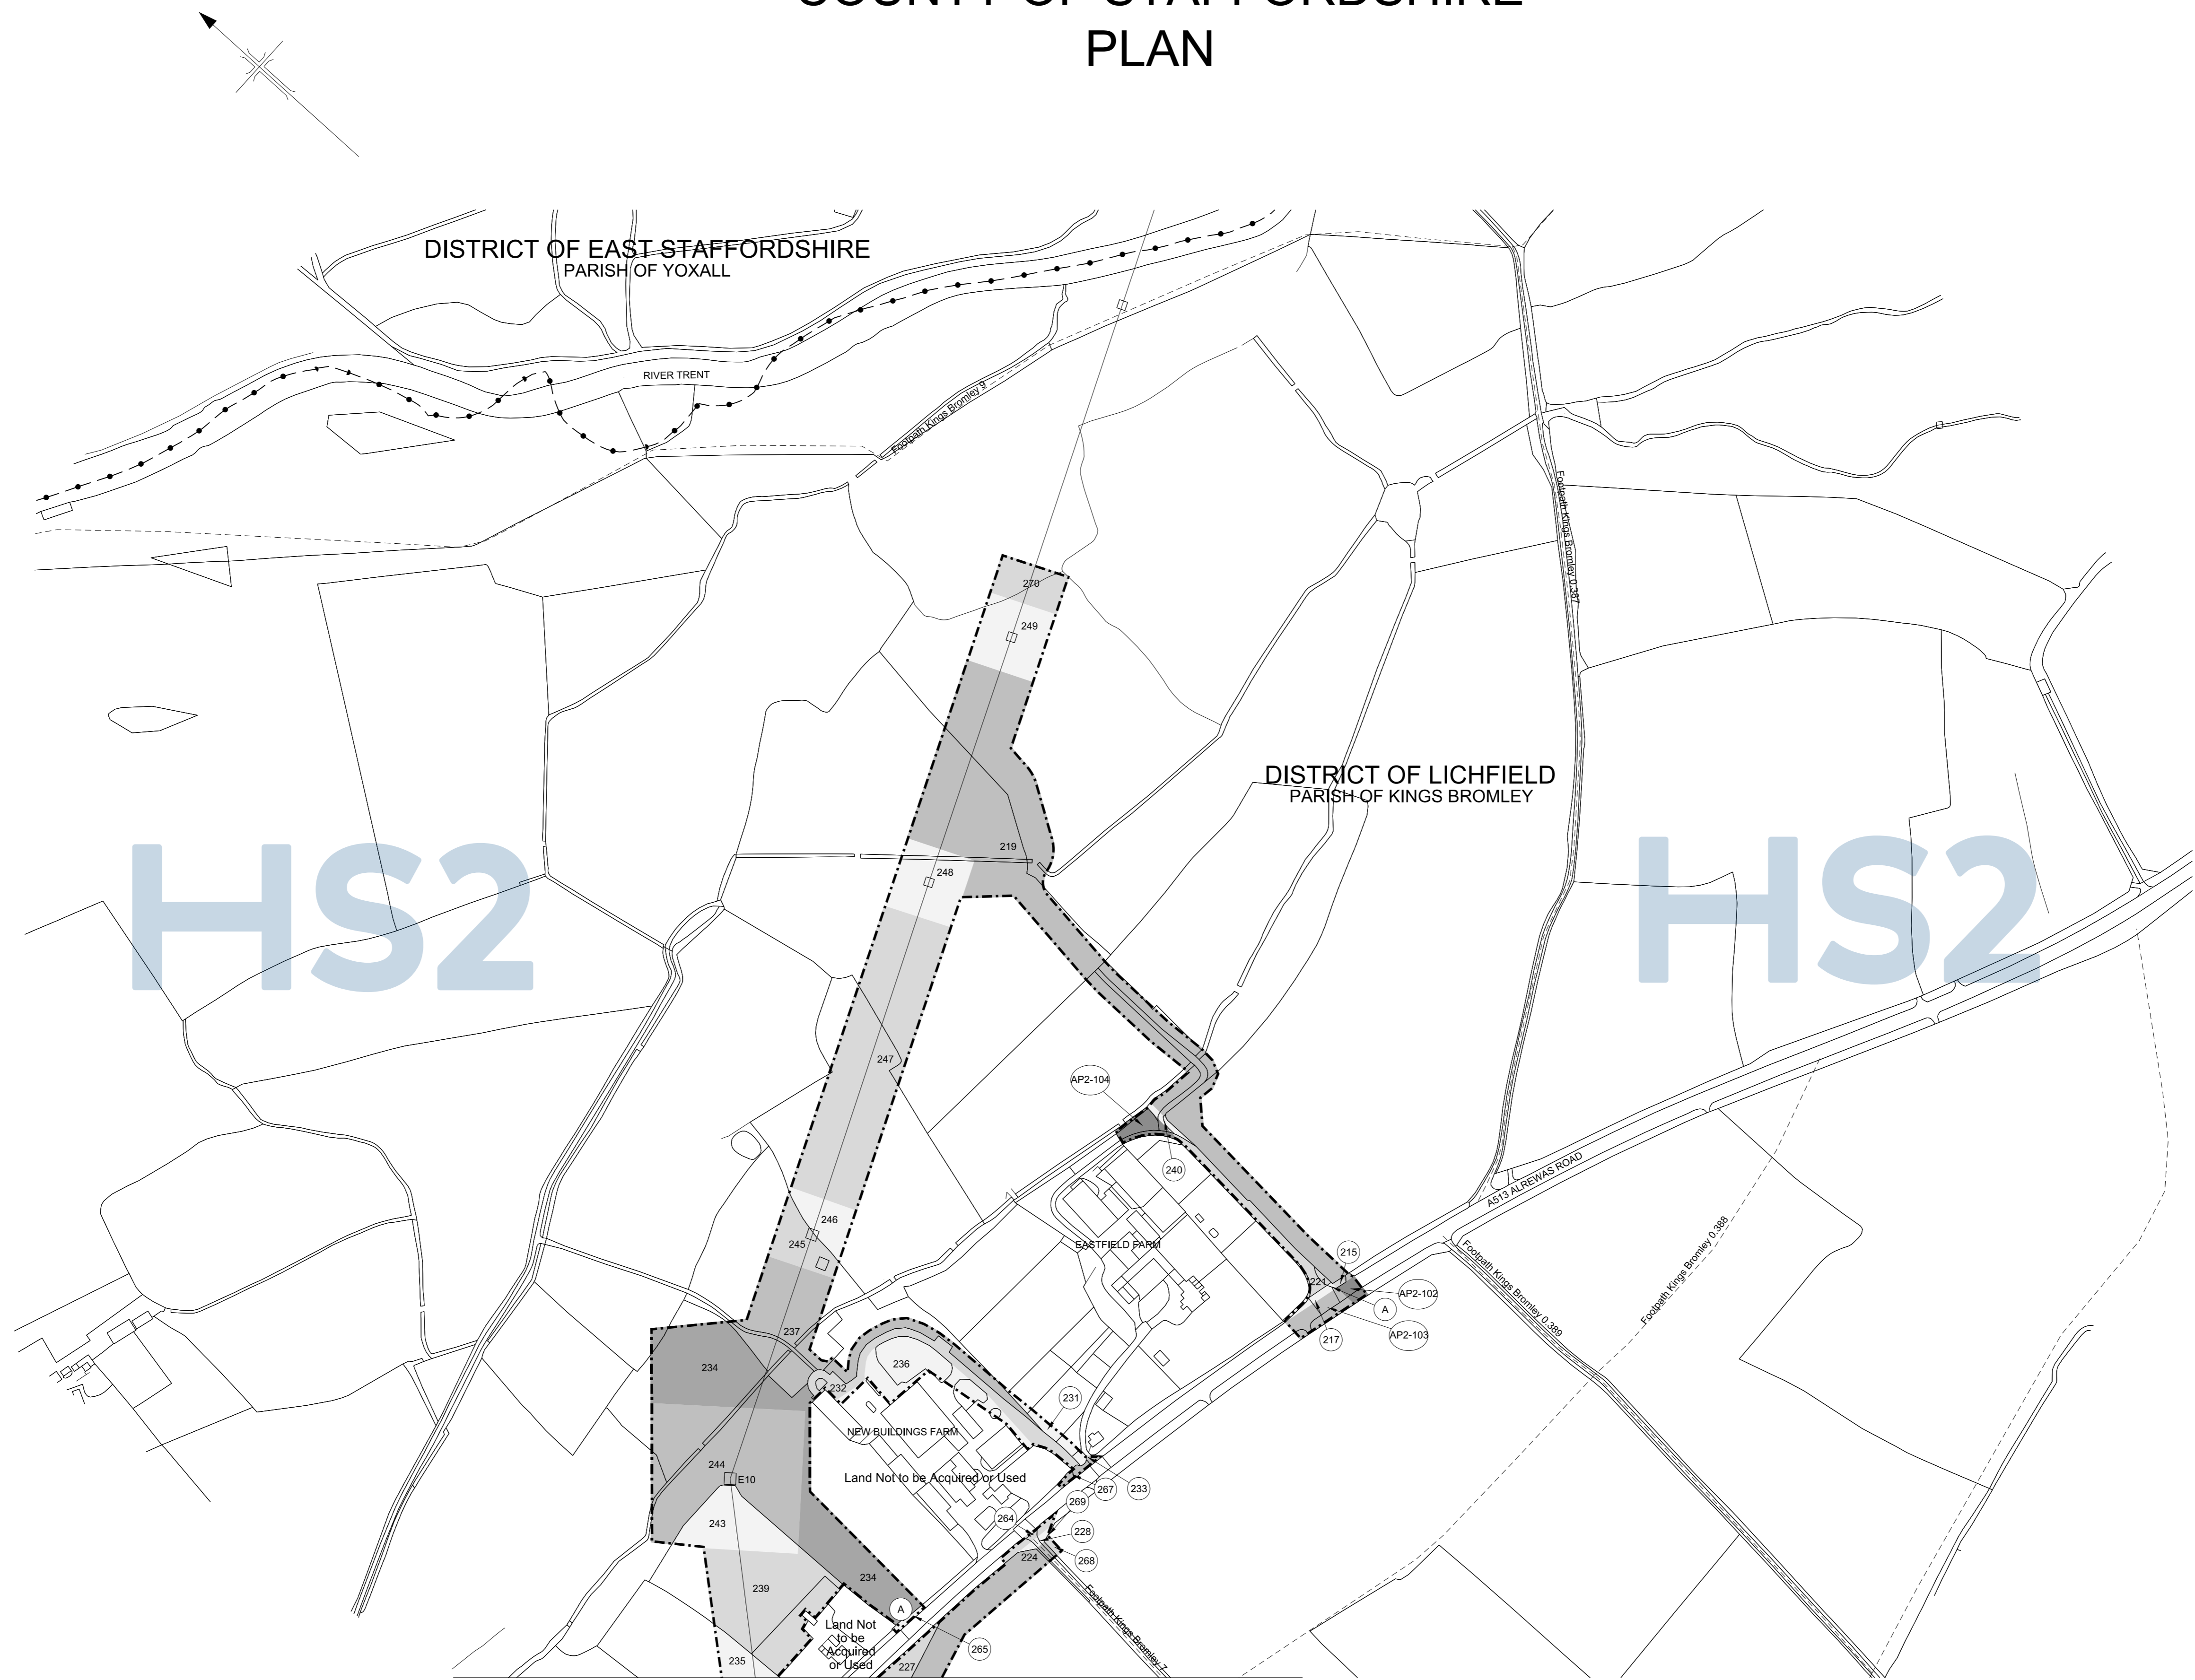 COUNTY OF STAFFORDSHIRE
PLAN
DISTRICT OF EAST STAFFORDSHIRE
PARISH OF YOXALL
RIVER TRENT
Footpath Kings Bromley 9
Footpath Kings Bromley 0.387
270
249
DISTRICT OF LICHFIELD
PARISH OF KINGS BROMLEY
219
248
HS2
HS2
247
AP2-104
240
A513 ALREWAS ROAD
246
245
EASTFIELD FARM
215
221
AP2-102
A
AP2-103
217
Footpath Kings Bromley 0.389
Footpath Kings Bromley 0.388
237
234
236
232
231
NEW BUILDINGS FARM
244
E10
Land Not to be Acquired or Used
267
233
269
264
243
228
268
224
239
234
A
Footpath Kings Bromley 7
Land Not
to be
Acquired
or Used
265
235
227